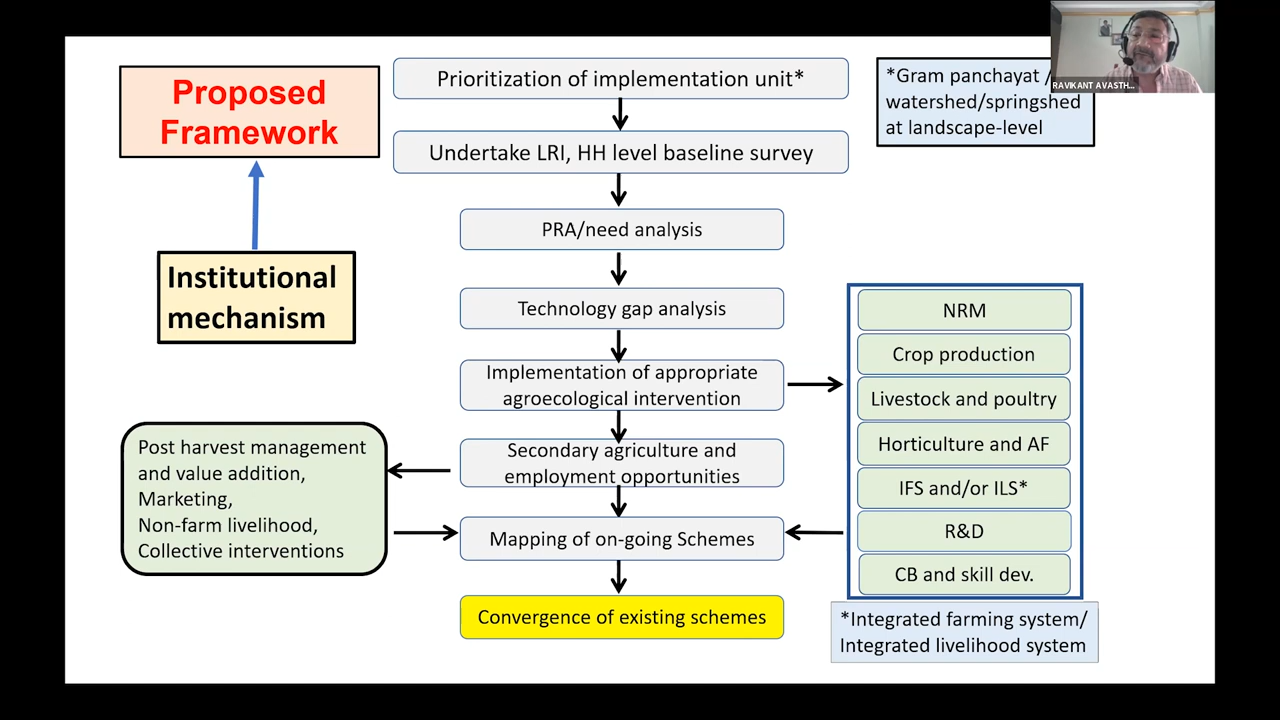 Proposed
Framework
Prioritization of implementation unit*
*Gram panchayat /
watershed/springshed
at landscape-level
RAVIKANT AVASTH...
Undertake LRI, HH level baseline survey
PRA/need analysis
Institutional
mechanism
Technology gap analysis
Implementation of appropriate
agroecological intervention
NRM
Crop production
Livestock and poultry
Horticulture and AF
IFS and/or ILS*
R&D
CB and skill dev.
Secondary agriculture and
employment opportunities
Post harvest management
and value addition,
Marketing,
Non-farm livelihood,
Collective interventions
Mapping of on-going Schemes
Convergence of existing schemes
*Integrated farming system/
Integrated livelihood system